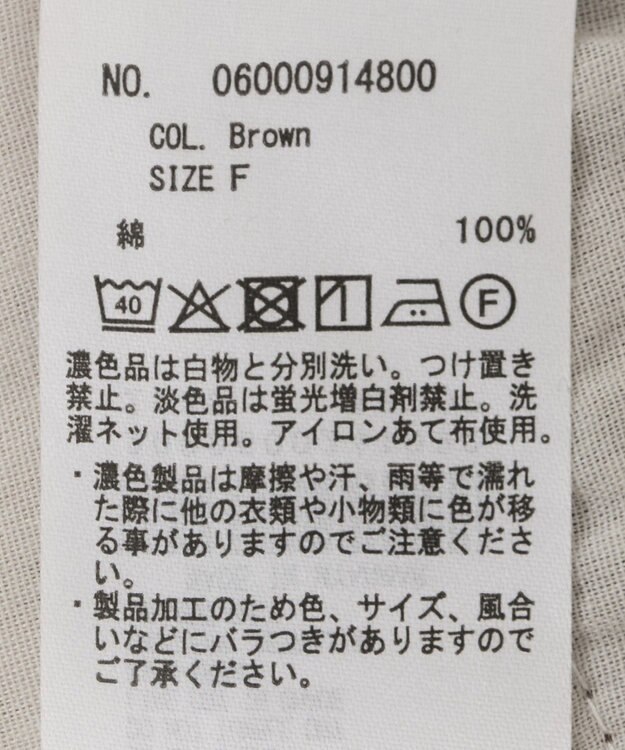 NO. 06000914800
COL. Brown
SIZE F
綿 100%
40 F
濃色品は白物と分別洗い。つけ置き
禁止。淡色品は蛍光増白剤禁止。洗
濯ネット使用。アイロンあて布使用。
・濃色製品は摩擦や汗、雨等で濡れ
た際に他の衣類や小物類に色が移
る事がありますのでご注意くださ
い。
・製品加工のため色、サイズ、風合
いなどにバラつきがありますので
ご了承ください。